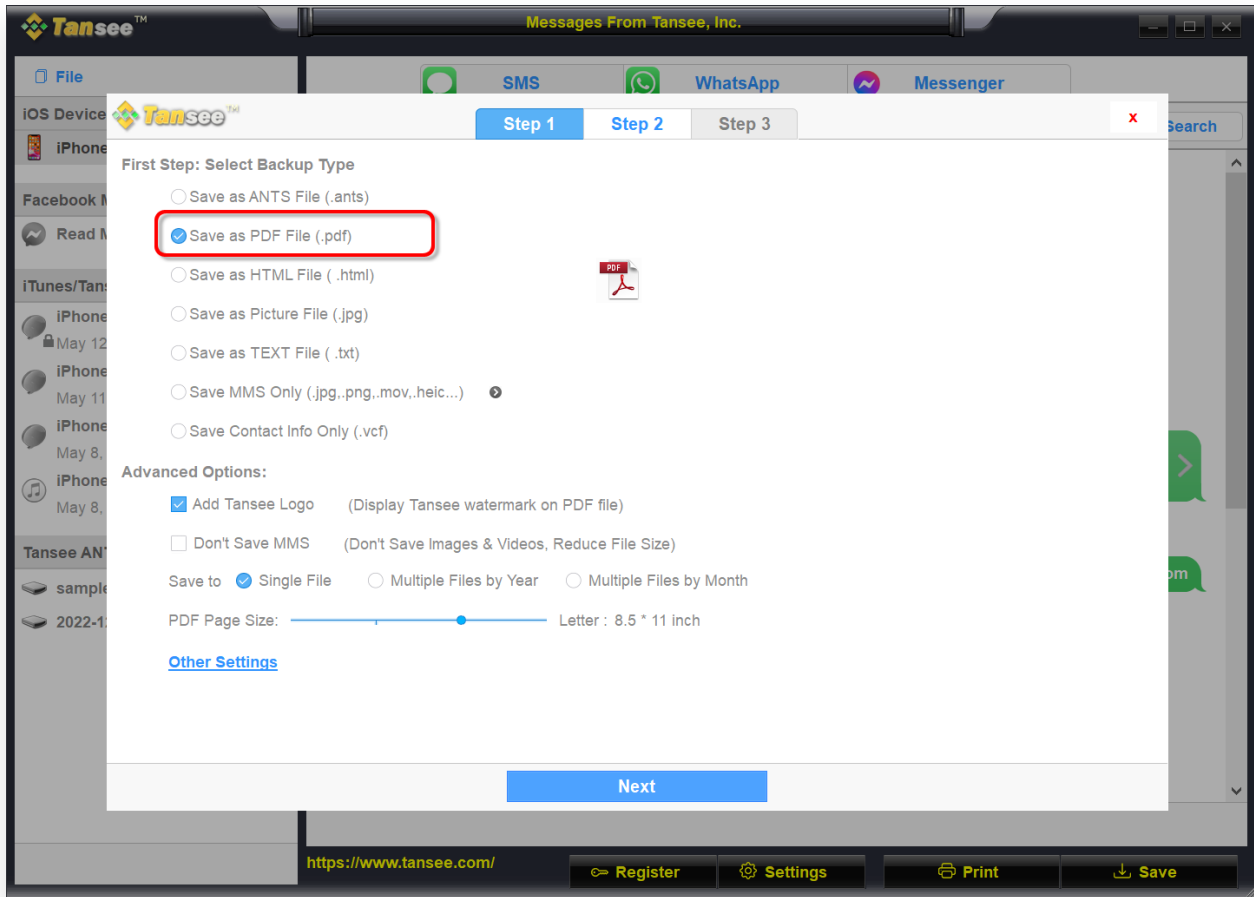 Tansee™
Messages From Tansee, Inc.
File
SMS
WhatsApp
Messenger
iOS Device
iPhone
Search
Tansee™
Step 1
Step 2
Step 3
x
First Step: Select Backup Type
Save as ANTS File (.ants)
Save as PDF File (.pdf)
PDF
Save as HTML File ( .html)
Save as Picture File (.jpg)
Save as TEXT File ( .txt)
Save MMS Only (.jpg,.png,.mov,.heic...)
Save Contact Info Only (.vcf)
Advanced Options:
Add Tansee Logo (Display Tansee watermark on PDF file)
Don't Save MMS (Don't Save Images & Videos, Reduce File Size)
Save to Single File Multiple Files by Year Multiple Files by Month
PDF Page Size: Letter : 8.5 * 11 inch
Other Settings
Next
Facebook
Read
iTunes/Tan
iPhone
May 12
iPhone
May 11
iPhone
May 8,
iPhone
May 8,
Tansee AN
sample
2022-1
om
https://www.tansee.com/
Register
Settings
Print
Save